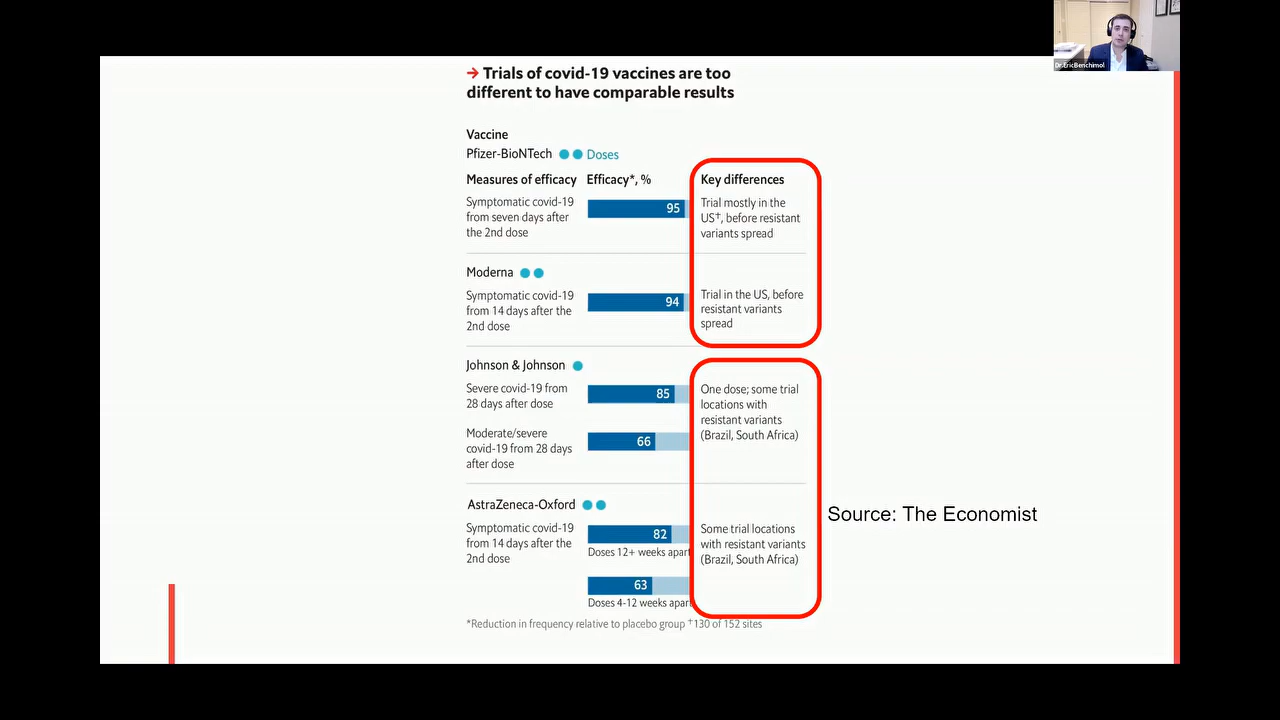 Dr. Eric Benchimol
→ Trials of covid-19 vaccines are too
different to have comparable results
Vaccine
Pfizer-BioNTech
Doses
Measures of efficacy
Efficacy*, %
Key differences
Symptomatic covid-19
from seven days after
the 2nd dose
95
Trial mostly in the
US†, before resistant
variants spread
Moderna
Symptomatic covid-19
from 14 days after the
2nd dose
94
Trial in the US, before
resistant variants
spread
Johnson & Johnson
Severe covid-19 from
28 days after dose
85
One dose; some trial
locations with
resistant variants
(Brazil, South Africa)
Moderate/severe
covid-19 from 28 days
after dose
66
AstraZeneca-Oxford
Symptomatic covid-19
from 14 days after the
2nd dose
82
Doses 12+ weeks apart
63
Doses 4-12 weeks apart
Some trial locations
with resistant variants
(Brazil, South Africa)
Source: The Economist
*Reduction in frequency relative to placebo group †130 of 152 sites